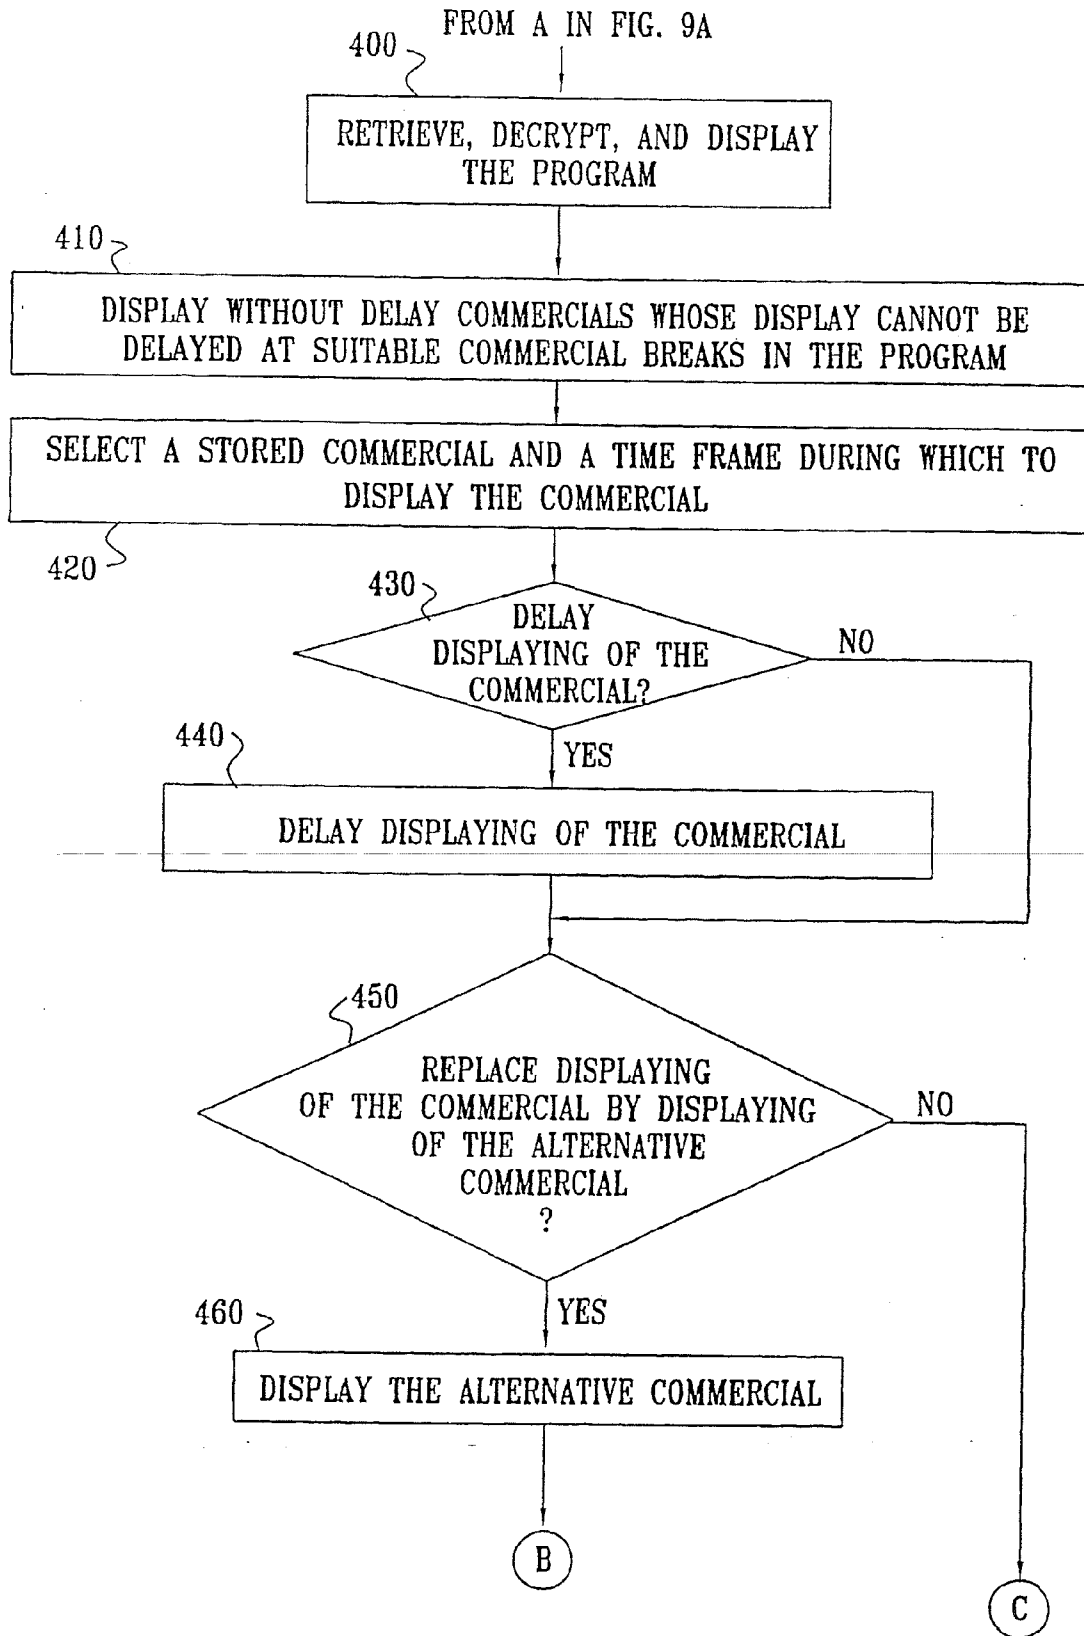 FROM A IN FIG. 9A
400
RETRIEVE, DECRYPT, AND DISPLAY
THE PROGRAM
410
DISPLAY WITHOUT DELAY COMMERCIALS WHOSE DISPLAY CANNOT BE
DELAYED AT SUITABLE COMMERCIAL BREAKS IN THE PROGRAM
SELECT A STORED COMMERCIAL AND A TIME FRAME DURING WHICH TO
DISPLAY THE COMMERCIAL
420
430
DELAY
DISPLAYING OF THE
COMMERCIAL?
NO
YES
440
DELAY DISPLAYING OF THE COMMERCIAL
450
REPLACE DISPLAYING
OF THE COMMERCIAL BY DISPLAYING
OF THE ALTERNATIVE
COMMERCIAL
?
NO
YES
460
DISPLAY THE ALTERNATIVE COMMERCIAL
B
C